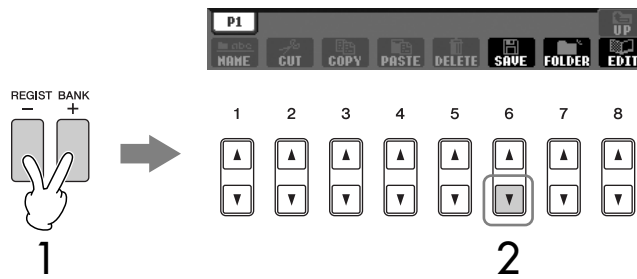 P1
UP
NAME CUT COPY PASTE DELETE SAVE FOLDER EDIT
REGIST BANK
− +
1 2 3 4 5 6 7 8
1 2